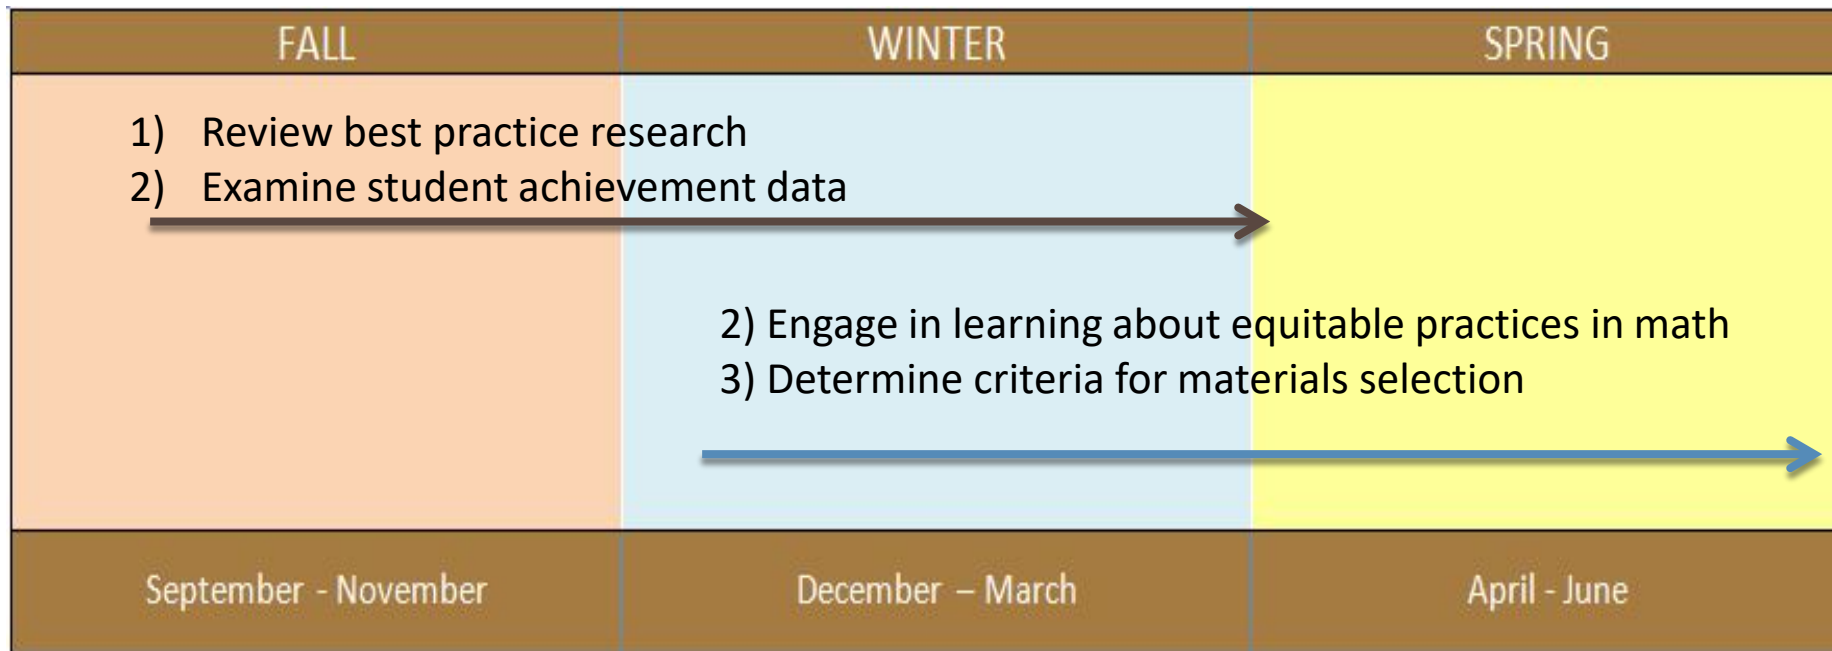 FALL
WINTER
SPRING
1) Review best practice research
2) Examine student achievement data
2) Engage in learning about equitable practices in math
3) Determine criteria for materials selection
September - November
December – March
April - June